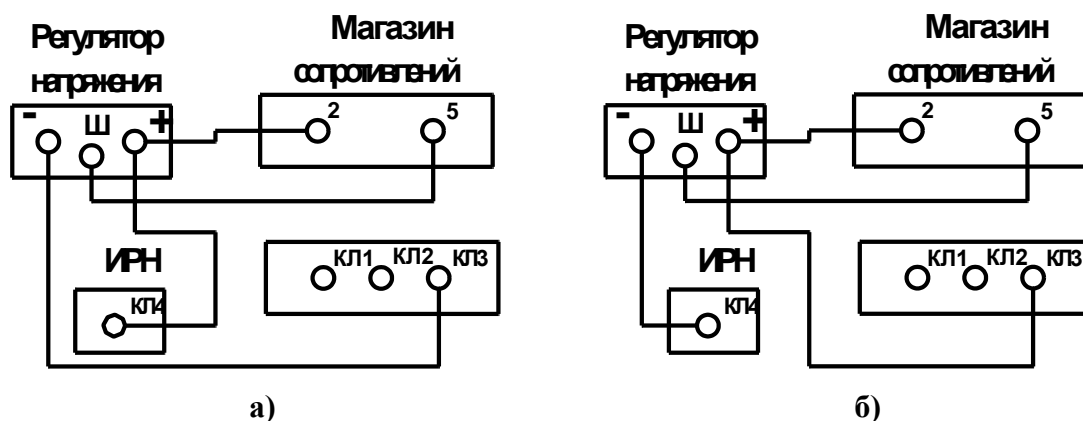 Регулятор
напряжения
Магазин
сопротивлений
- Ш +
2 5
ИРН
КЛ4
КЛ1 КЛ2 КЛ3
а)
Регулятор
напряжения
Магазин
сопротивлений
- Ш +
2 5
ИРН
КЛ4
КЛ1 КЛ2 КЛ3
б)